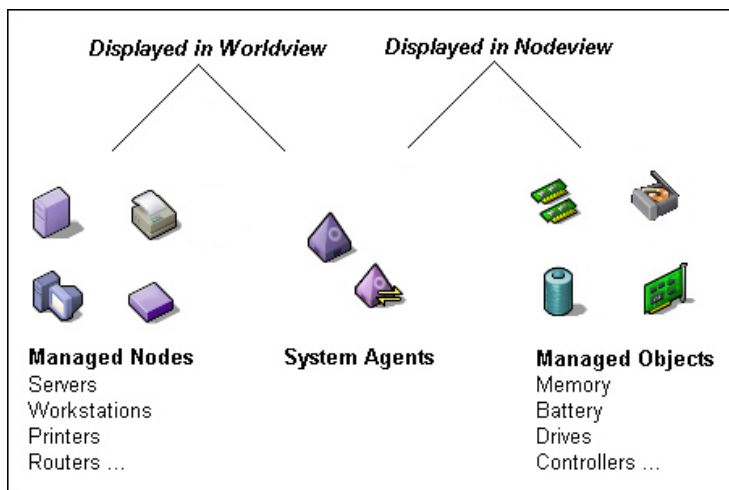 Displayed in Worldview
Displayed in Nodeview
Managed Nodes
Servers
Workstations
Printers
Routers ...
System Agents
Managed Objects
Memory
Battery
Drives
Controllers ...